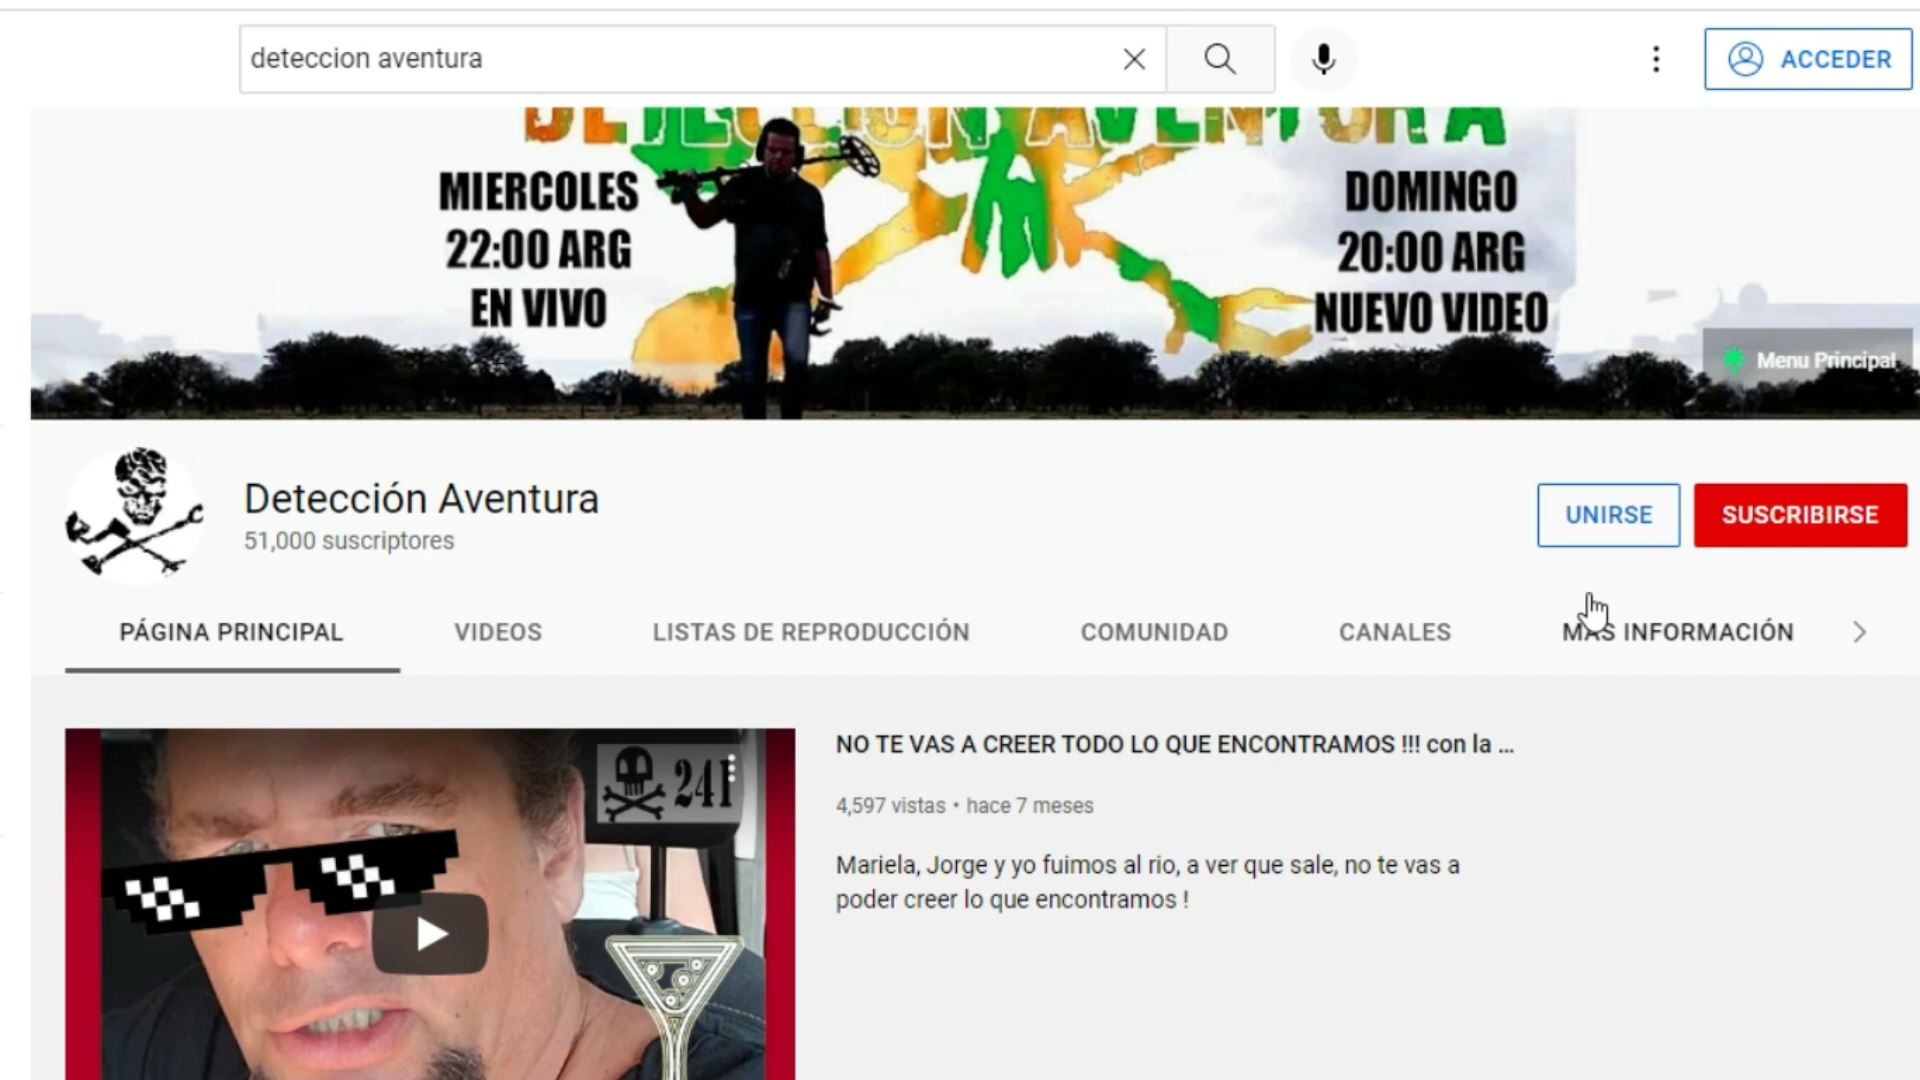 deteccion aventura
ACCEDER
DETECCION AVENTURA
MIERCOLES
22:00 ARG
EN VIVO
DOMINGO
20:00 ARG
NUEVO VIDEO
Menu Principal
Detección Aventura
51,000 suscriptores
UNIRSE
SUSCRIBIRSE
PÁGINA PRINCIPAL
VIDEOS
LISTAS DE REPRODUCCIÓN
COMUNIDAD
CANALES
MÁS INFORMACIÓN
241
NO TE VAS A CREER TODO LO QUE ENCONTRAMOS !!! con la ...
4,597 vistas • hace 7 meses
Mariela, Jorge y yo fuimos al rio, a ver que sale, no te vas a
poder creer lo que encontramos !